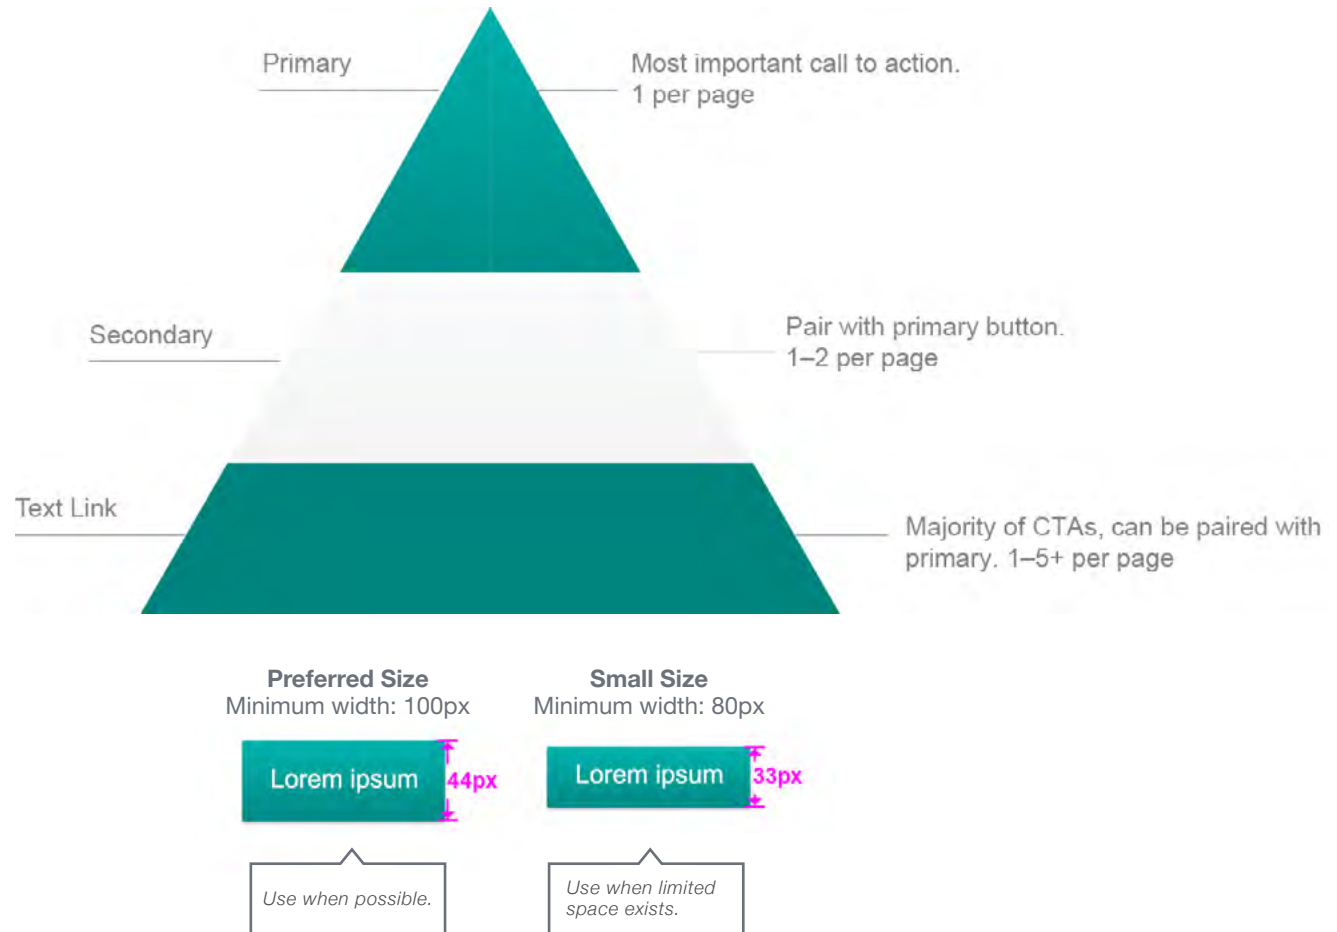 Primary
Most important call to action.
1 per page
Secondary
Pair with primary button.
1–2 per page
Text Link
Majority of CTAs, can be paired with
primary. 1–5+ per page
Preferred Size
Minimum width: 100px
Small Size
Minimum width: 80px
Lorem ipsum
44px
Lorem ipsum
33px
Use when possible.
Use when limited
space exists.